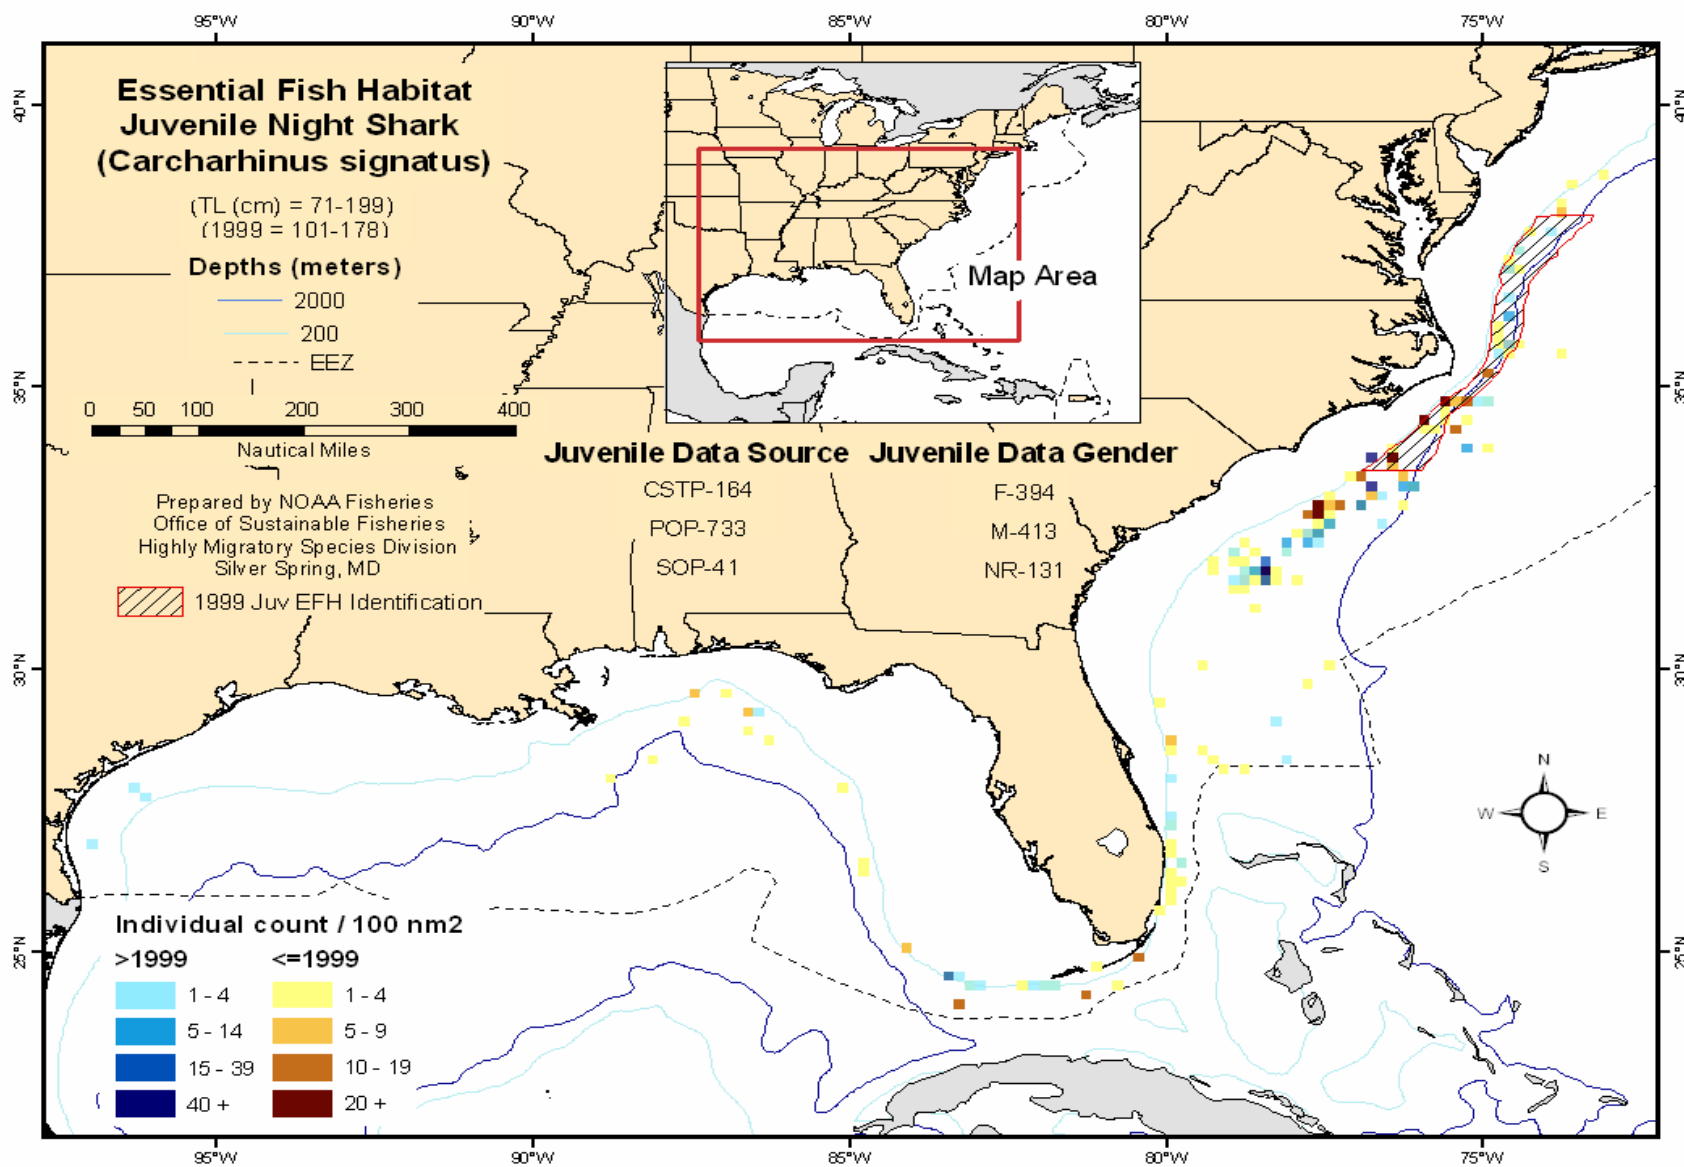 95°W 90°W 85°W 80°W 75°W
40°N 40°N
35°N 35°N
30°N 30°N
25°N 25°N
Essential Fish Habitat
Juvenile Night Shark
(Carcharhinus signatus)
(TL (cm) = 71-199)
(1999 = 101-178)
Depths (meters)
2000
200
EEZ
0 50 100 200 300 400
Nautical Miles
Prepared by NOAA Fisheries
Office of Sustainable Fisheries
Highly Migratory Species Division
Silver Spring, MD
1999 Juv EFH Identification
Map Area
Juvenile Data Source
CSTP-164
POP-733
SOP-41
Juvenile Data Gender
F-394
M-413
NR-131
N
W E
S
Individual count / 100 nm2
>1999 <=1999
1 - 4 1 - 4
5 - 14 5 - 9
15 - 39 10 - 19
40 + 20 +
95°W 90°W 85°W 80°W 75°W